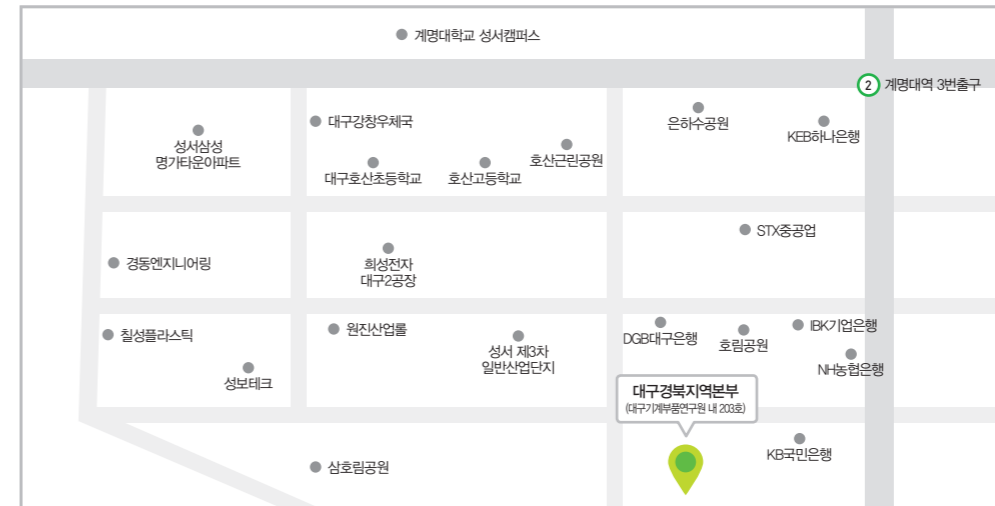 계명대학교 성서캠퍼스
2 계명대역 3번출구
은하수공원
KEB하나은행
대구강창우체국
성서삼성
명가타운아파트
호산근린공원
대구호산초등학교
호산고등학교
STX중공업
경동엔지니어링
희성전자
대구2공장
칠성플라스틱
원진산업롤
성서 제3차
일반산업단지
DGB대구은행
호림공원
IBK기업은행
NH농협은행
성보테크
대구경북지역본부
(대구기계부품연구원 내 203호)
KB국민은행
삼호림공원